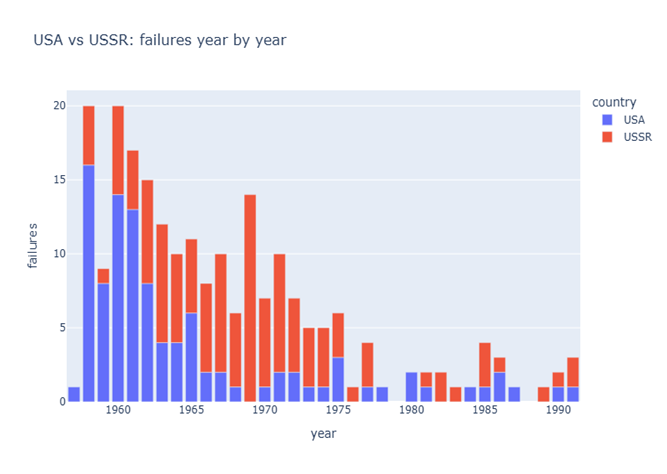 USA vs USSR: failures year by year
country
USA
USSR
failures
20
15
10
5
0
1960
1965
1970
1975
1980
1985
1990
year